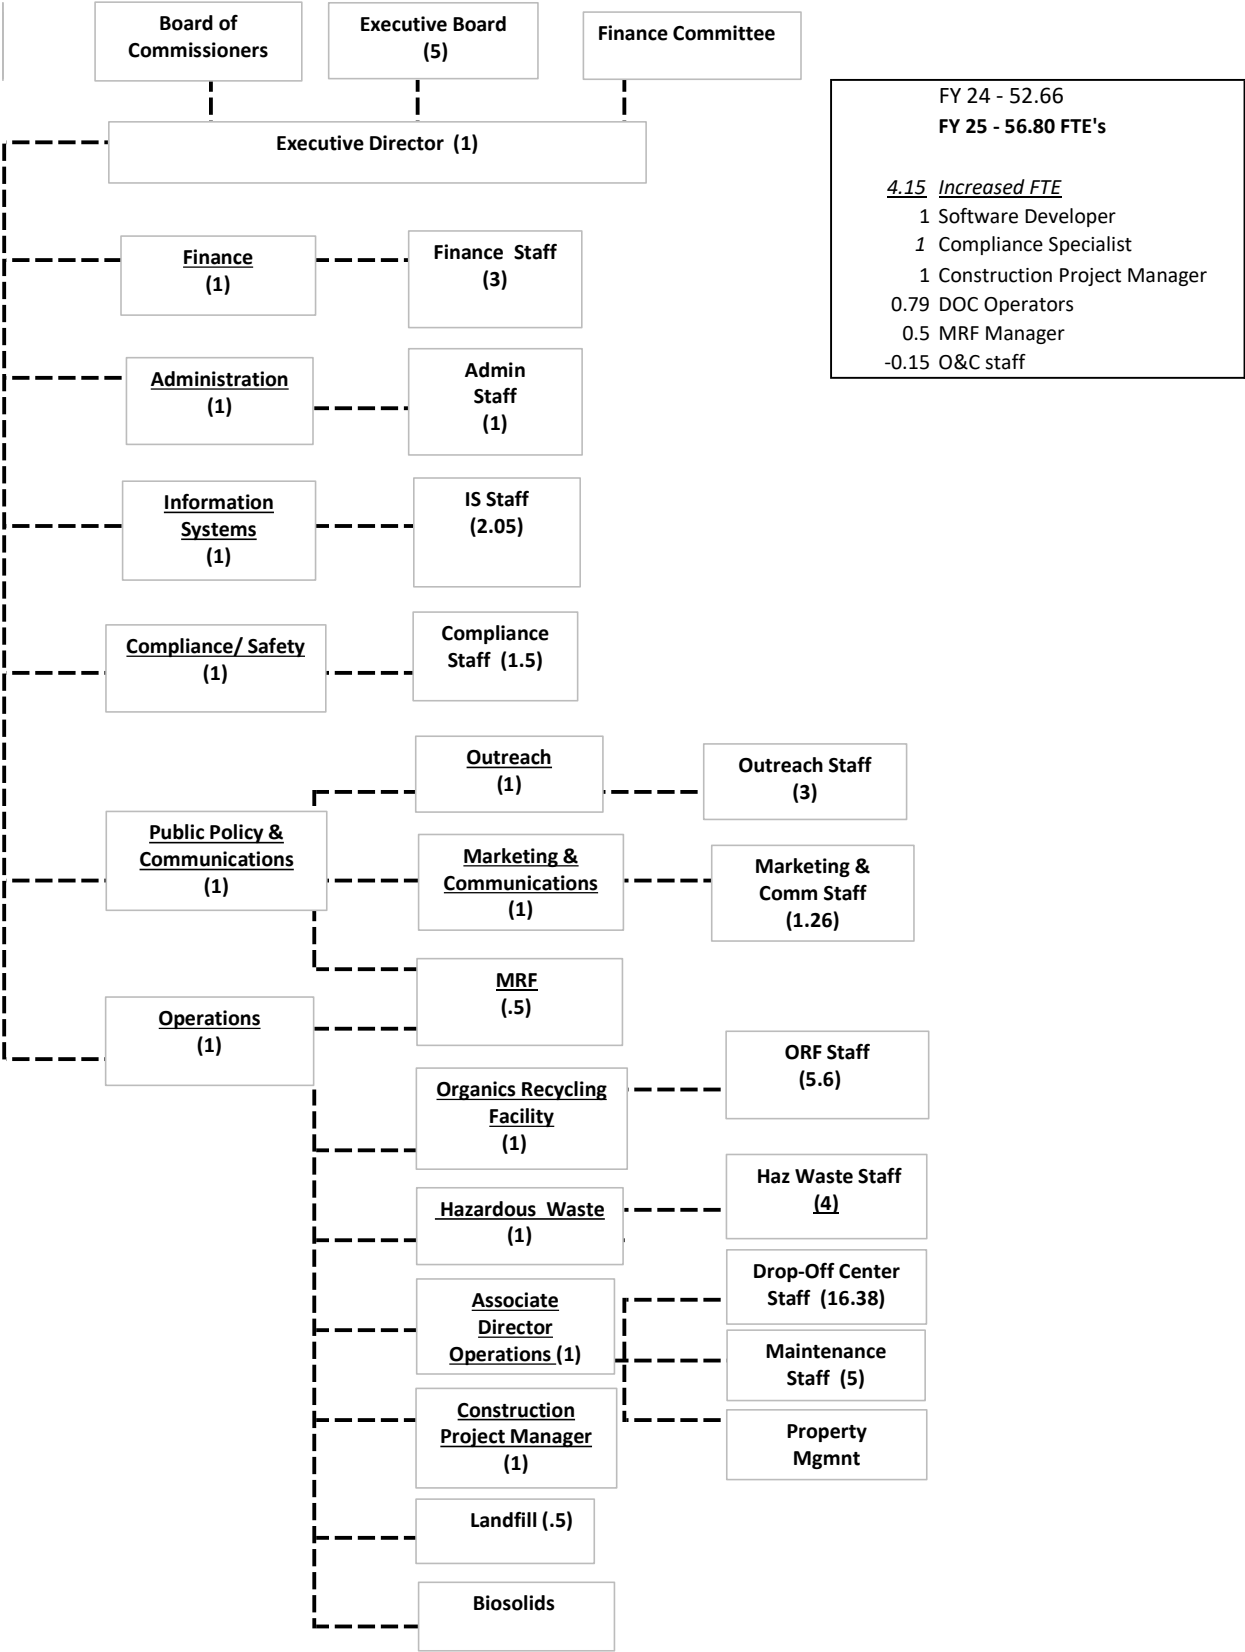 Board of
Commissioners
Executive Board
(5)
Finance Committee
FY 24 - 52.66
FY 25 - 56.80 FTE's
4.15 Increased FTE
1 Software Developer
1 Compliance Specialist
1 Construction Project Manager
0.79 DOC Operators
0.5 MRF Manager
-0.15 O&C staff
Executive Director (1)
Finance
(1)
Finance Staff
(3)
Administration
(1)
Admin
Staff
(1)
Information
Systems
(1)
IS Staff
(2.05)
Compliance/ Safety
(1)
Compliance
Staff (1.5)
Public Policy &
Communications
(1)
Outreach
(1)
Outreach Staff
(3)
Marketing &
Communications
(1)
Marketing &
Comm Staff
(1.26)
MRF
(.5)
Operations
(1)
Organics Recycling
Facility
(1)
ORF Staff
(5.6)
Hazardous Waste
(1)
Haz Waste Staff
(4)
Associate
Director
Operations (1)
Drop-Off Center
Staff (16.38)
Maintenance
Staff (5)
Property
Mgmnt
Construction
Project Manager
(1)
Landfill (.5)
Biosolids